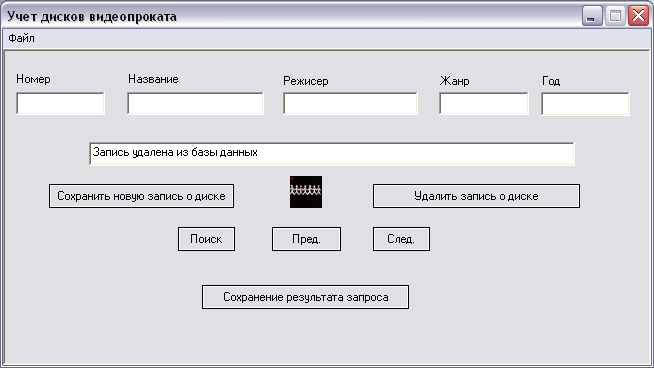 Учет дисков видеопроката
Файл
Номер Название Режисер Жанр Год
Запись удалена из базы данных
Сохранить новую запись о диске Удалить запись о диске
Поиск Пред. След.
Сохранение результата запроса